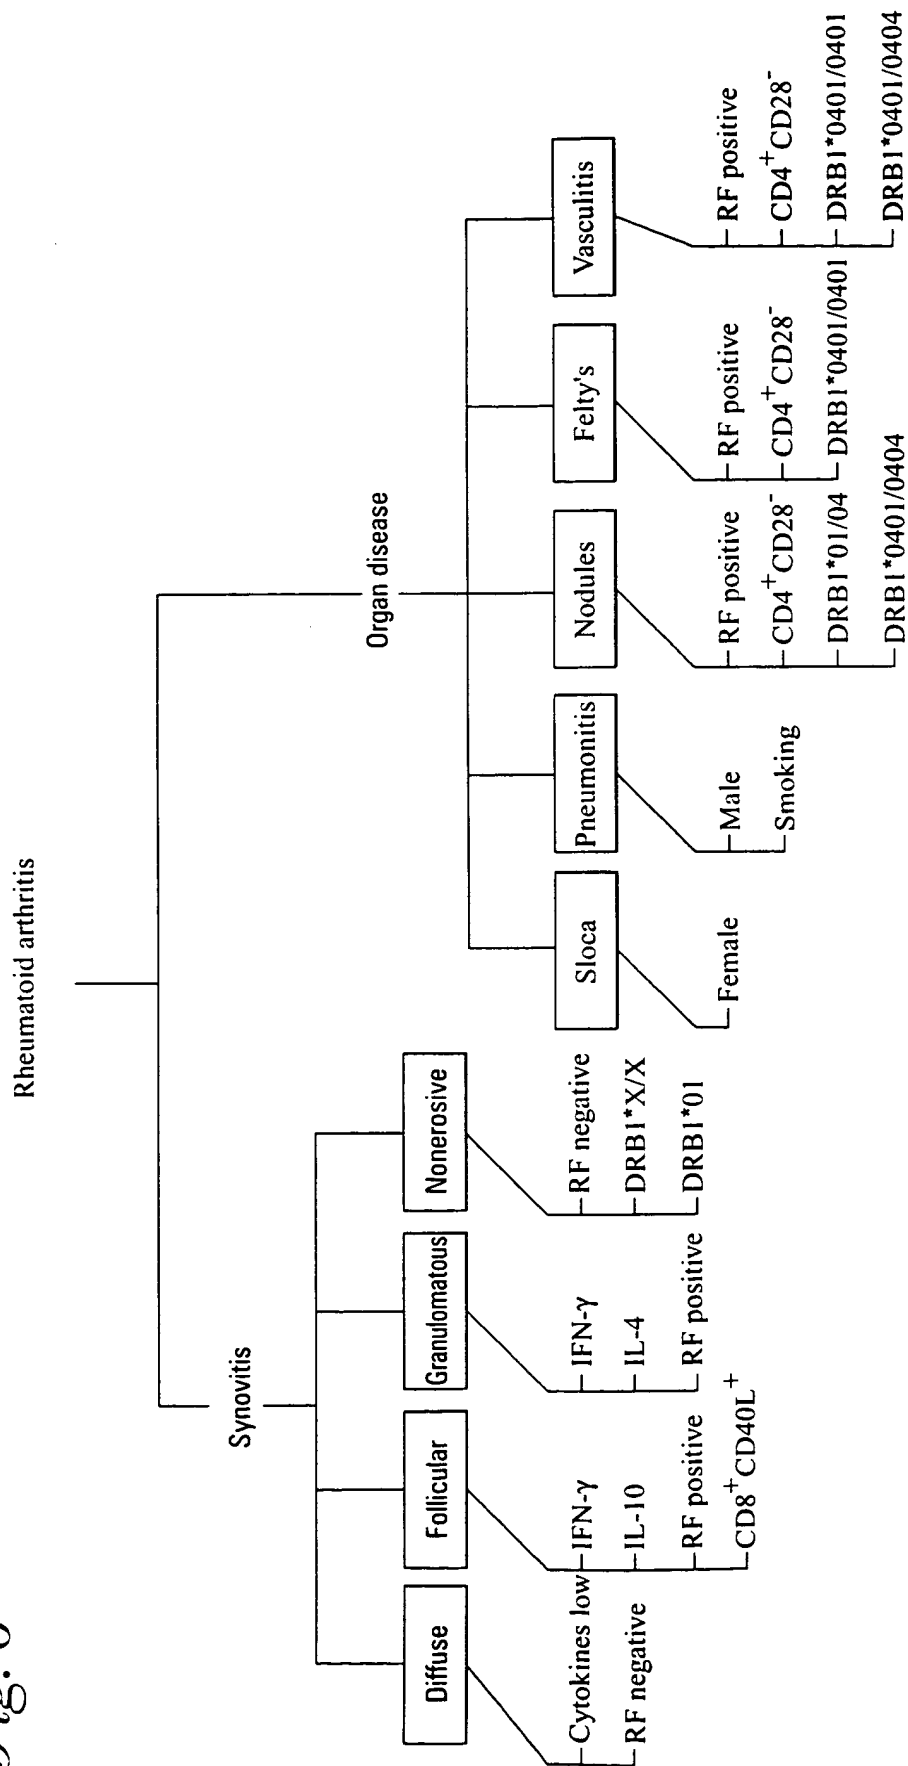 Rheumatoid arthritis
Synovitis
Organ disease
Diffuse
Cytokines low
RF negative
Follicular
IFN-γ
IL-10
RF positive
CD8⁺CD40L⁺
Granulomatous
IFN-γ
IL-4
RF positive
Nonerosive
RF negative
DRB1*X/X
DRB1*01
Sloca
Female
Pneumonitis
Male
Smoking
Nodules
RF positive
CD4⁺CD28⁻
DRB1*01/04
DRB1*0401/0404
Felty's
RF positive
CD4⁺CD28⁻
DRB1*0401/0401
Vasculitis
RF positive
CD4⁺CD28⁻
DRB1*0401/0401
DRB1*0401/0404